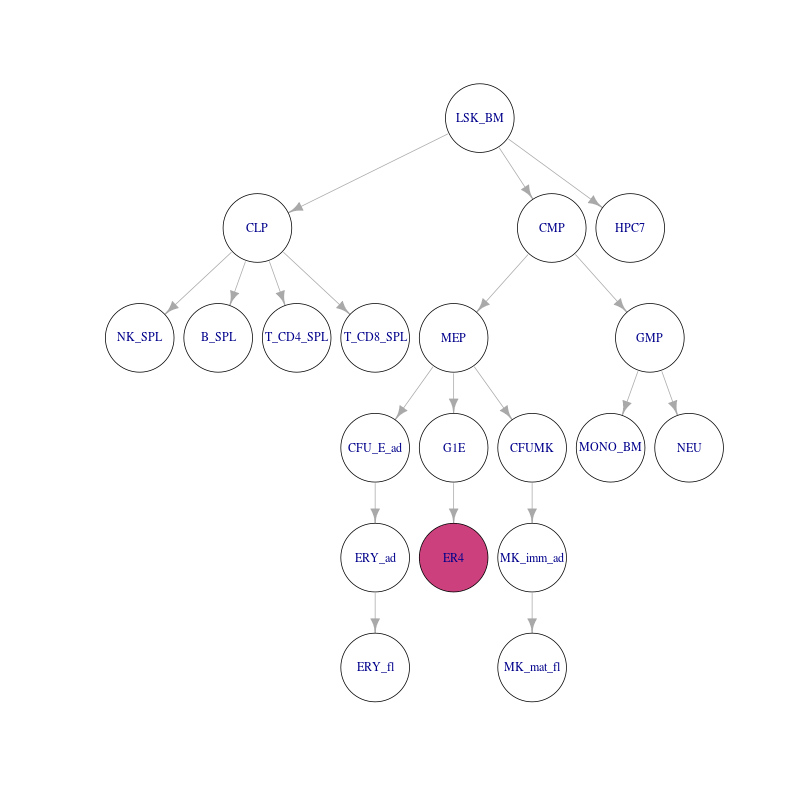 LSK_BM
CLP
CMP
HPC7
NK_SPL
B_SPL
T_CD4_SPL
T_CD8_SPL
MEP
GMP
CFU_E_ad
G1E
CFUMK
MONO_BM
NEU
ERY_ad
ER4
MK_imm_ad
ERY_fl
MK_mat_fl